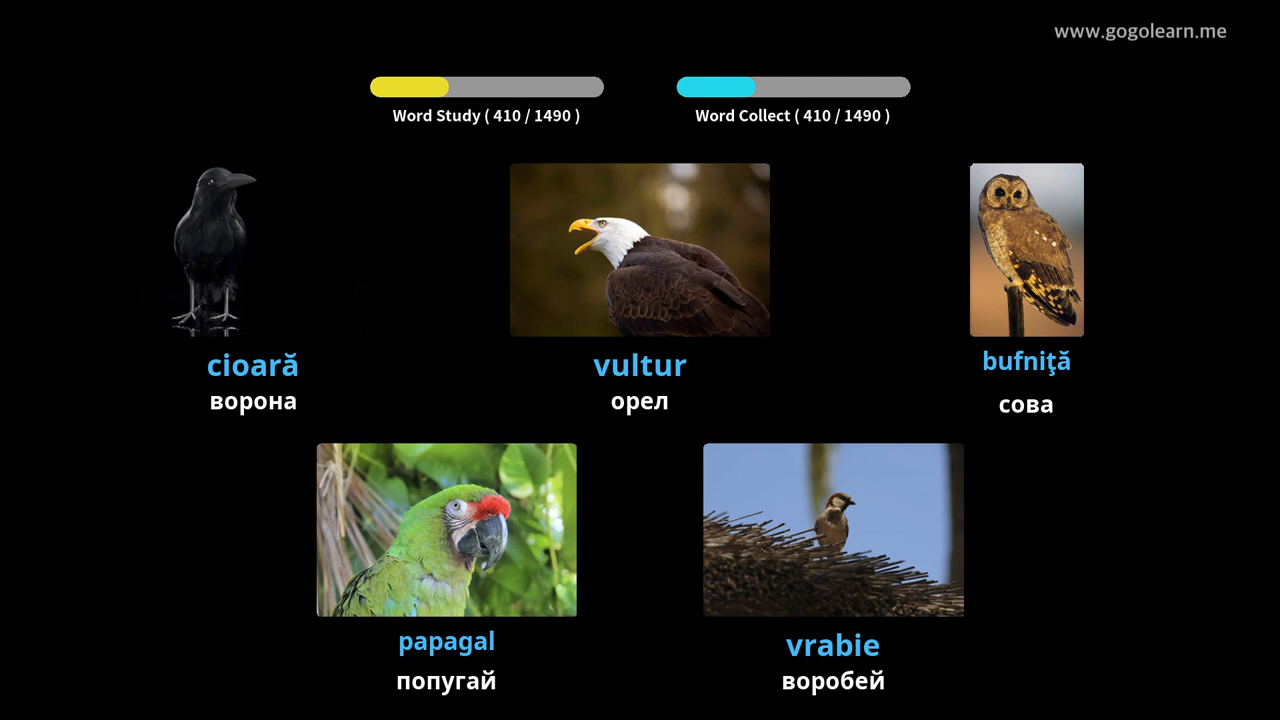 www.gogolearn.me
Word Study ( 410 / 1490 )
Word Collect ( 410 / 1490 )
cioară
ворона
vultur
орел
bufniţă
сова
papagal
попугай
vrabie
воробей